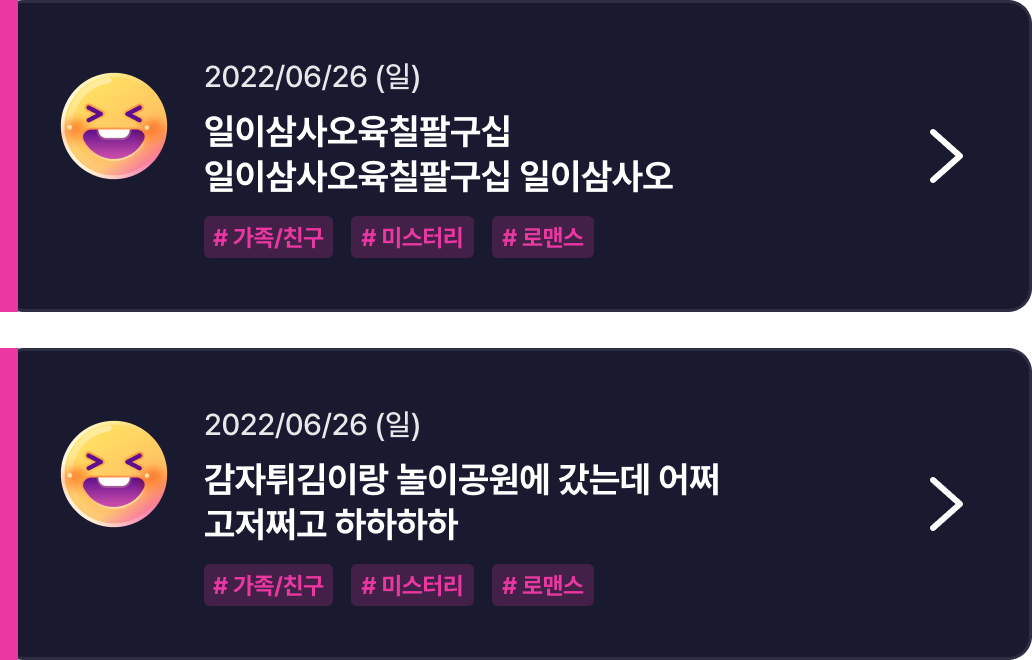 2022/06/26 (일)
일이삼사오육칠팔구십
일이삼사오육칠팔구십 일이삼사오
# 가족/친구 # 미스터리 # 로맨스
2022/06/26 (일)
감자튀김이랑 놀이공원에 갔는데 어쩌
고저쩌고 하하하하
# 가족/친구 # 미스터리 # 로맨스